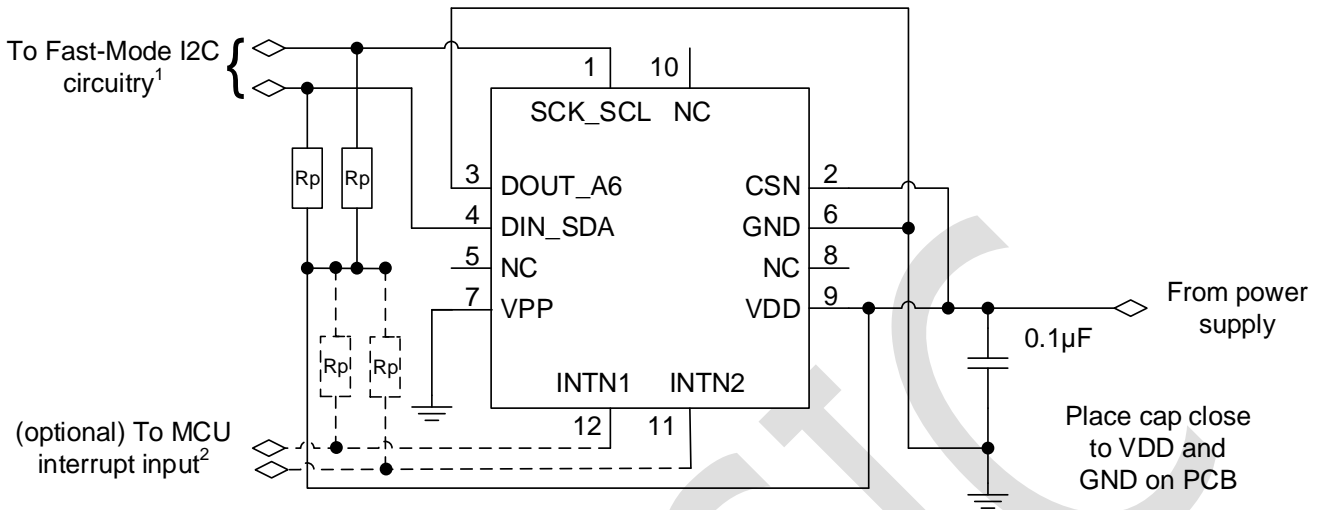 To Fast-Mode I2C
circuitry1
1
10
SCK_SCL NC
Rp
Rp
3
DOUT_A6
4
DIN_SDA
5
NC
7
VPP
CSN
2
GND
6
NC
8
VDD
9
From power
supply
0.1µF
Rp
Rp
INTN1 INTN2
12
11
(optional) To MCU
interrupt input2
Place cap close
to VDD and
GND on PCB